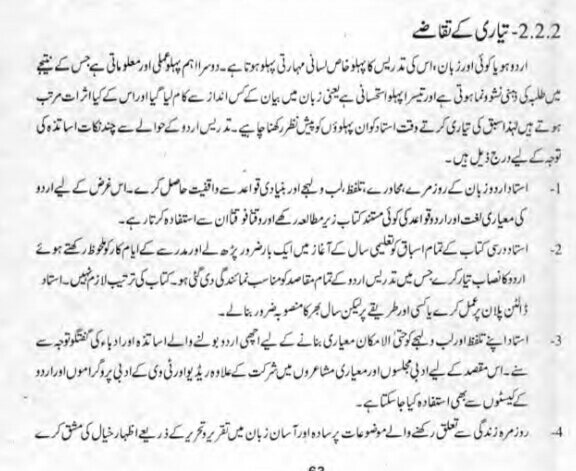 2.2.2- تیاری کے تقاضے
اردو ہو یا کوئی اور زبان، اس کی تدریس کا پہلو خاص لسانی مہارتی پہلو ہوتا ہے۔ دوسرا اہم پہلو عملی اور معلوماتی ہے جس کے نتیجے
میں طلبہ کی ذہنی نشوونما ہوتی ہے اور تیسرا پہلو استحسانی ہے یعنی زبان میں بیان کے کس انداز سے کام لیا گیا اور اس کے کیا اثرات مرتب
ہوتے ہیں لہٰذا سبق کی تیاری کرتے وقت استاد کو ان پہلوؤں کو پیش نظر رکھنا چاہیے۔ تدریس اردو کے حوالے سے چند نکات اساتذہ کی
توجہ کے لیے درج ذیل ہیں۔
1- استاد اردو زبان کے روزمرے، محاورے، تلفظ، لب و لہجے اور بنیادی قواعد سے واقفیت حاصل کرے۔ اس غرض کے لیے اردو
کی معیاری لغت اور اردو قواعد کی کوئی مستند کتاب زیر مطالعہ رکھے اور وقتاً فوقتاً ان سے استفادہ کرتا رہے۔
2- استاد درسی کتاب کے تمام اسباق کو تعلیمی سال کے آغاز میں ایک بار ضرور پڑھ لے اور مدرسے کے ایام کار کو ملحوظ رکھتے ہوئے
اردو کا نصاب تیار کرے جس میں تدریس اردو کے تمام مقاصد کو مناسب نمائندگی دی گئی ہو۔ کتاب کی ترتیب لازم نہیں۔ استاد
ڈالٹن پلان پر عمل کرے یا کسی اور طریقے پر لیکن سال بھر کا منصوبہ ضرور بنا لے۔
3- استاد اپنے تلفظ اور لب و لہجے کو حتیٰ الامکان معیاری بنانے کے لیے اچھی اردو بولنے والے اساتذہ اور ادباء کی گفتگو توجہ سے
سنے۔ اس مقصد کے لیے ادبی مجلسوں اور معیاری مشاعروں میں شرکت کے علاوہ ریڈیو اور ٹی وی کے ادبی پروگراموں اور اردو
کے کیسٹوں سے بھی استفادہ کیا جا سکتا ہے۔
4- روزمرہ زندگی سے تعلق رکھنے والے موضوعات پر سادہ اور آسان زبان میں تقریر و تحریر کے ذریعے اظہار خیال کی مشق کرے